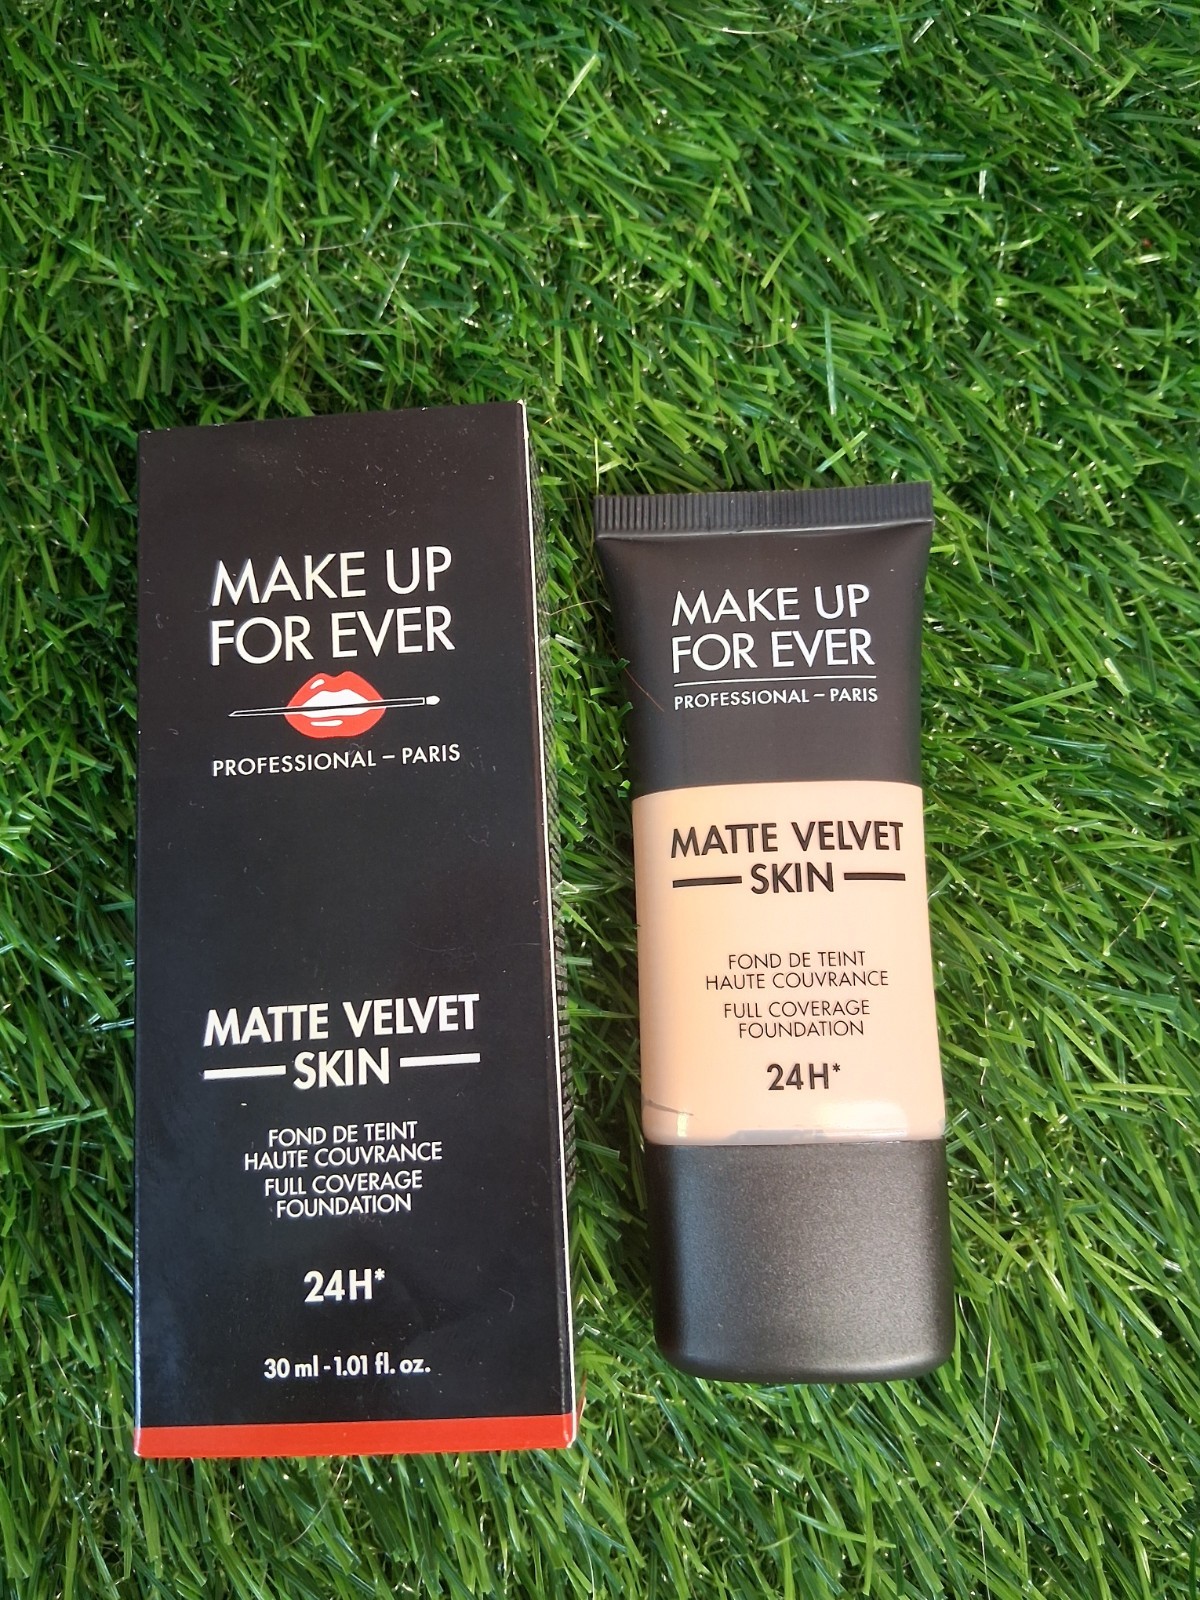 MAKE UP
FOR EVER
PROFESSIONAL – PARIS
MATTE VELVET
SKIN
FOND DE TEINT
HAUTE COUVRANCE
FULL COVERAGE
FOUNDATION
24H*
30 ml - 1.01 fl. oz.
MAKE UP
FOR EVER
PROFESSIONAL – PARIS
MATTE VELVET
SKIN
FOND DE TEINT
HAUTE COUVRANCE
FULL COVERAGE
FOUNDATION
24H*